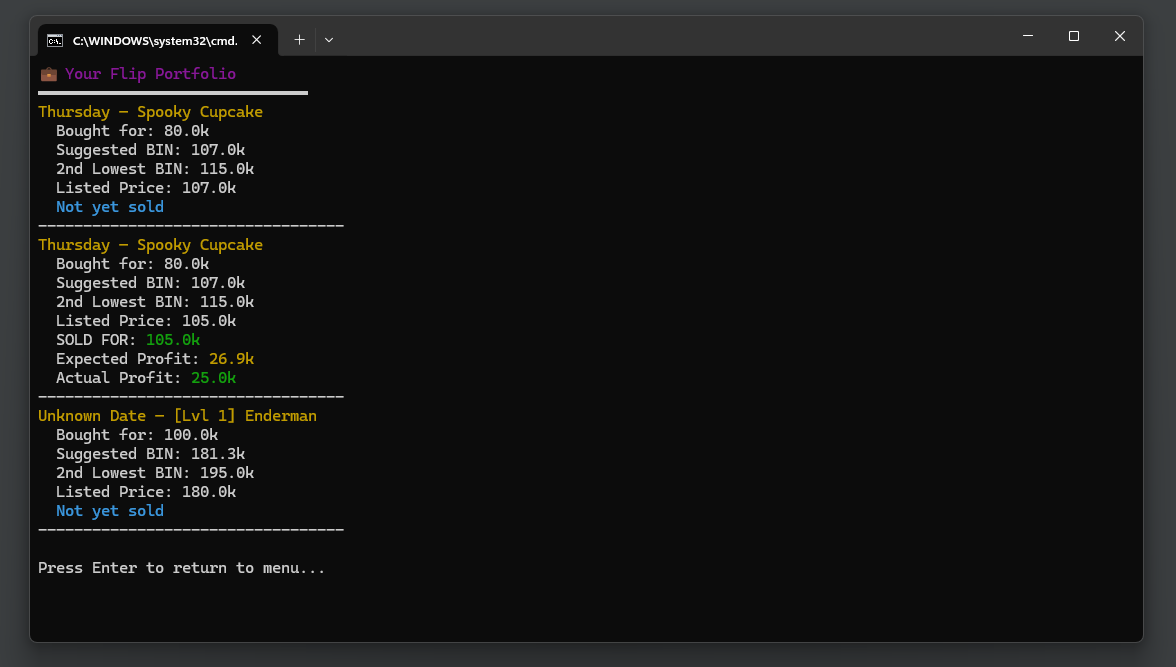 C:\WINDOWS\system32\cmd.
Your Flip Portfolio
Thursday — Spooky Cupcake
Bought for: 80.0k
Suggested BIN: 107.0k
2nd Lowest BIN: 115.0k
Listed Price: 107.0k
Not yet sold
----------------------------------
Thursday — Spooky Cupcake
Bought for: 80.0k
Suggested BIN: 107.0k
2nd Lowest BIN: 115.0k
Listed Price: 105.0k
SOLD FOR: 105.0k
Expected Profit: 26.9k
Actual Profit: 25.0k
----------------------------------
Unknown Date — [Lvl 1] Enderman
Bought for: 100.0k
Suggested BIN: 181.3k
2nd Lowest BIN: 195.0k
Listed Price: 180.0k
Not yet sold
----------------------------------
Press Enter to return to menu...